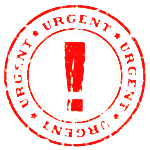 ★ URGENT ★ URGENT ★ URGENT ★ URGENT
!